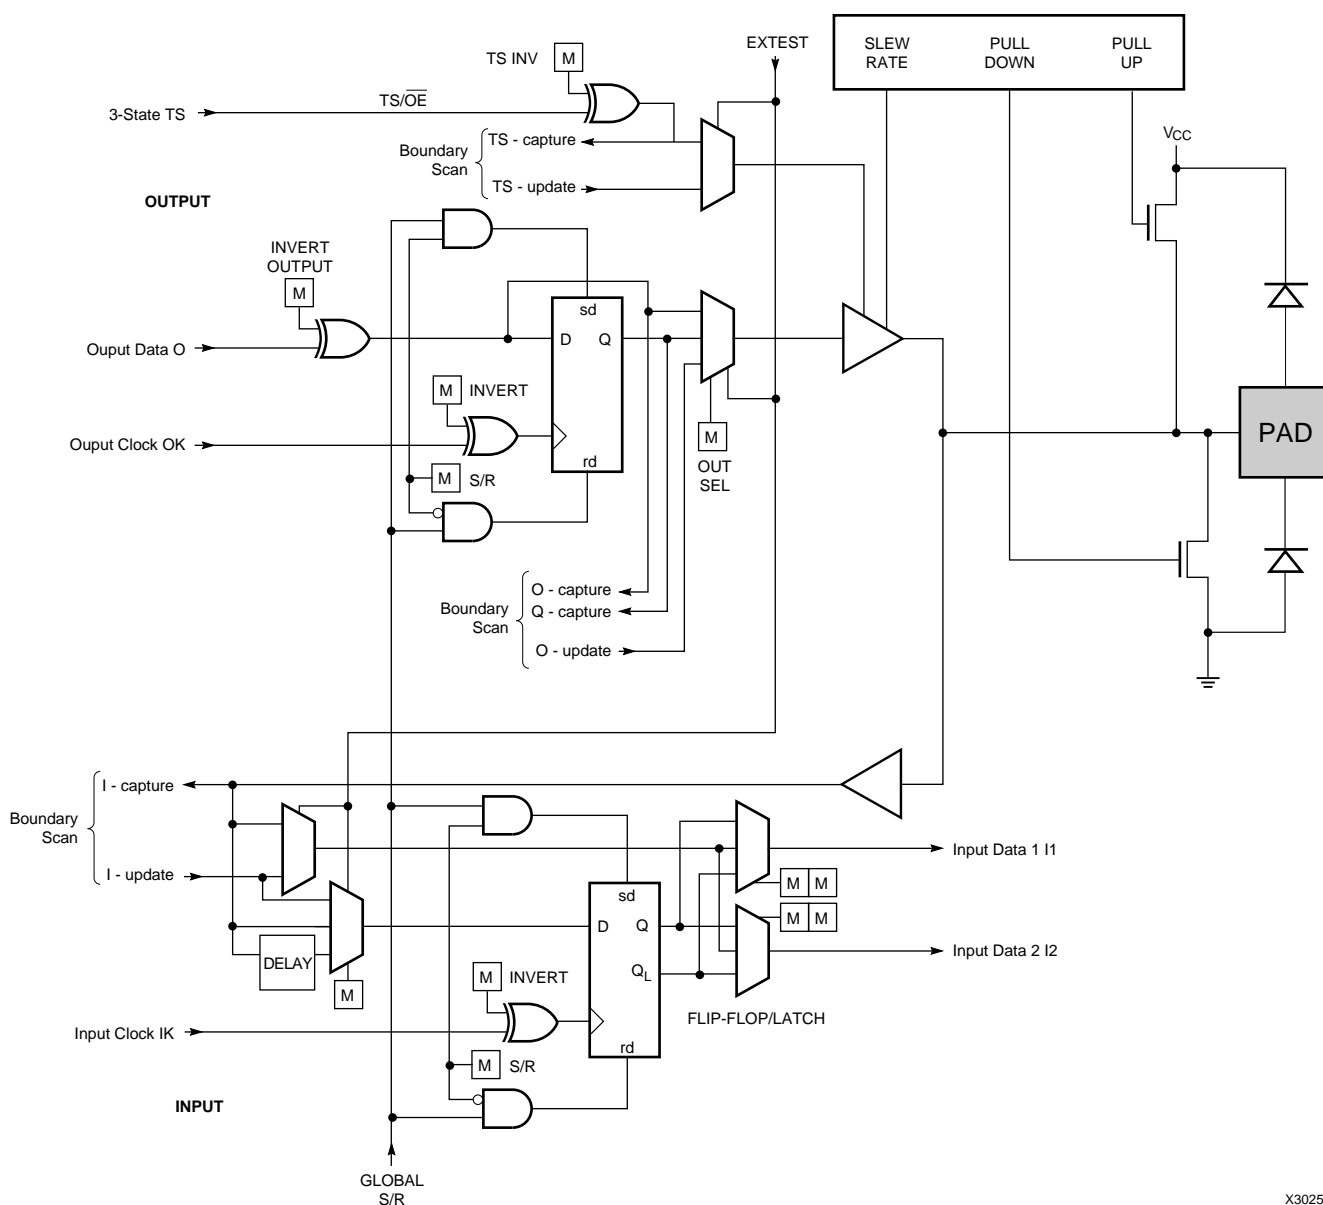 EXTEST
SLEW RATE
PULL DOWN
PULL UP
TS INV
M
TS/OE
3-State TS
VCC
TS - capture
Boundary Scan
TS - update
OUTPUT
INVERT OUTPUT
M
sd
D
Q
Ouput Data O
M
INVERT
PAD
Ouput Clock OK
M
OUT SEL
rd
M
S/R
O - capture
Q - capture
Boundary Scan
O - update
I - capture
Boundary Scan
I - update
Input Data 1 I1
M M
sd
M M
D
Q
DELAY
Input Data 2 I2
QL
M
INVERT
M
FLIP-FLOP/LATCH
Input Clock IK
rd
M
S/R
INPUT
GLOBAL S/R
X3025